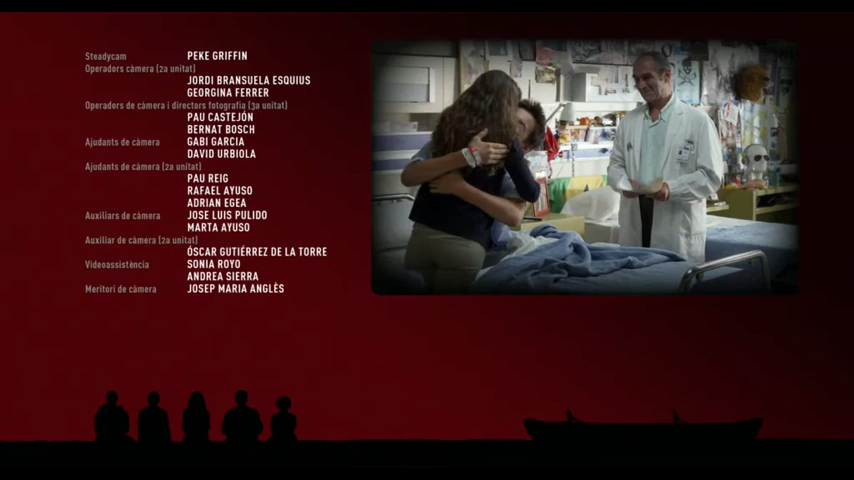 Steadycam PEKE GRIFFIN
Operadors càmera (2a unitat)
JORDI BRANSUELA ESQUIUS
GEORGINA FERRER
Operadors de càmera i directors fotografia (3a unitat)
PAU CASTEJÓN
BERNAT BOSCH
Ajudants de càmera GABI GARCIA
DAVID URBIOLA
Ajudants de càmera (2a unitat)
PAU REIG
RAFAEL AYUSO
ADRIAN EGEA
Auxiliars de càmera JOSE LUIS PULIDO
MARTA AYUSO
Auxiliar de càmera (2a unitat)
ÓSCAR GUTIÉRREZ DE LA TORRE
Videoassistència SONIA ROYO
ANDREA SIERRA
Meritori de càmera JOSEP MARIA ANGLÈS